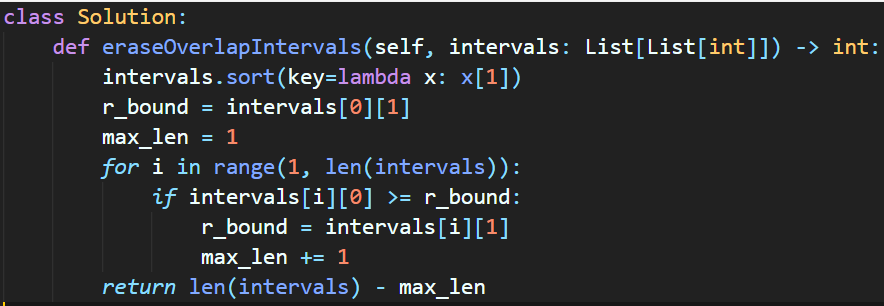 class Solution:
    def eraseOverlapIntervals(self, intervals: List[List[int]]) -> int:
        intervals.sort(key=lambda x: x[1])
        r_bound = intervals[0][1]
        max_len = 1
        for i in range(1, len(intervals)):
            if intervals[i][0] >= r_bound:
                r_bound = intervals[i][1]
                max_len += 1
        return len(intervals) - max_len